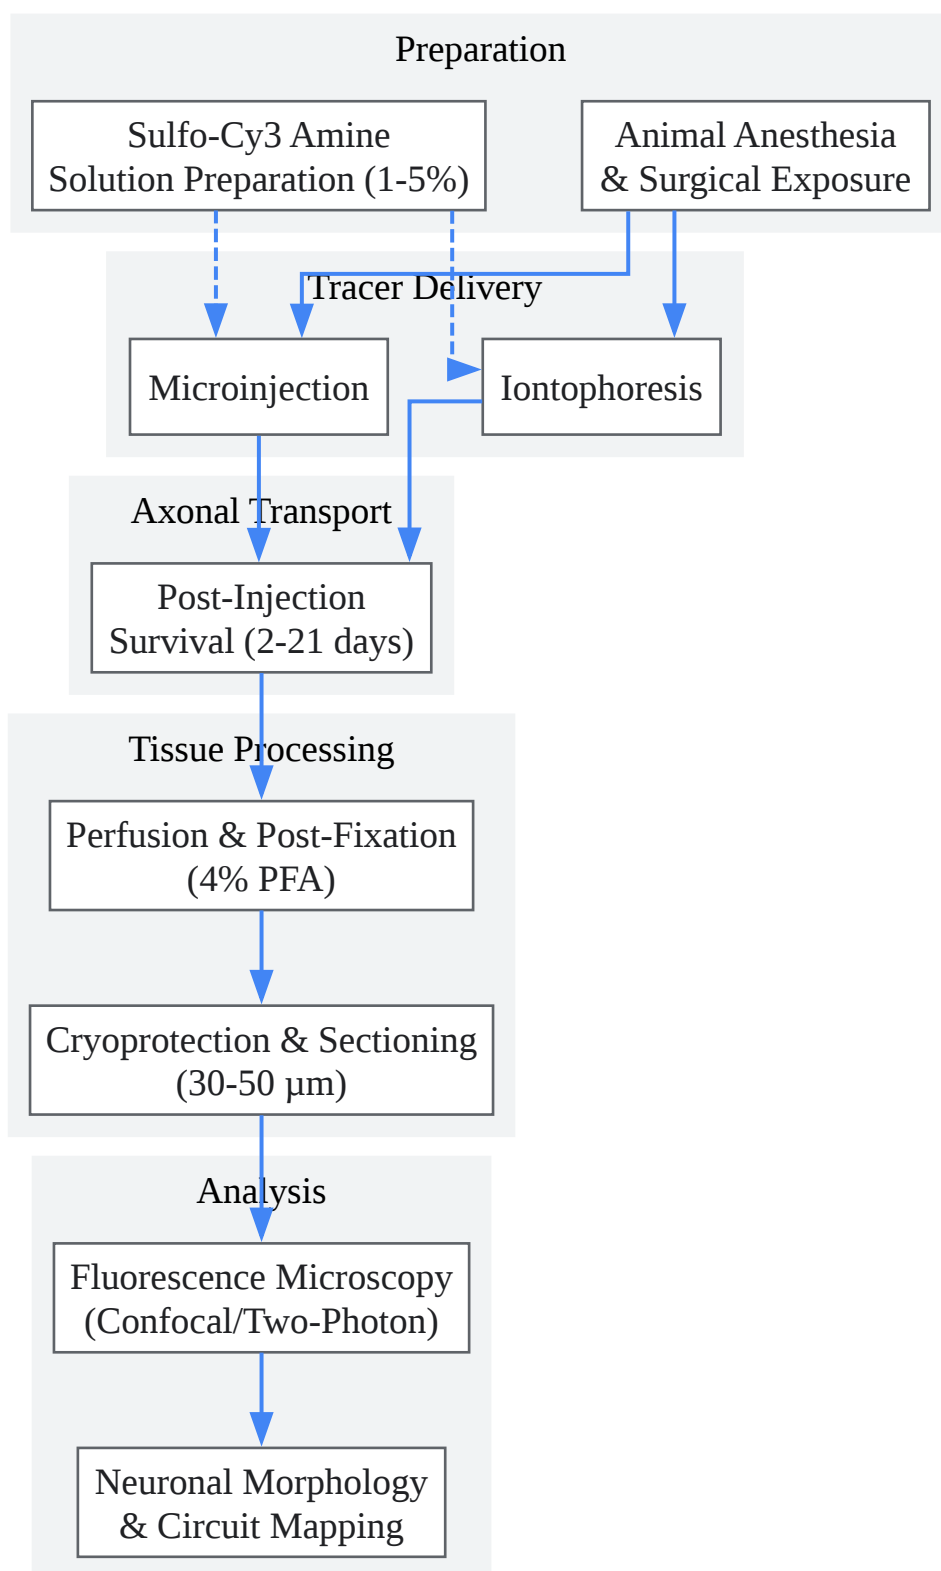 Preparation
Sulfo-Cy3 Amine
Solution Preparation (1-5%)
Animal Anesthesia
& Surgical Exposure
Tracer Delivery
Microinjection
Iontophoresis
Axonal Transport
Post-Injection
Survival (2-21 days)
Tissue Processing
Perfusion & Post-Fixation
(4% PFA)
Cryoprotection & Sectioning
(30-50 µm)
Analysis
Fluorescence Microscopy
(Confocal/Two-Photon)
Neuronal Morphology
& Circuit Mapping